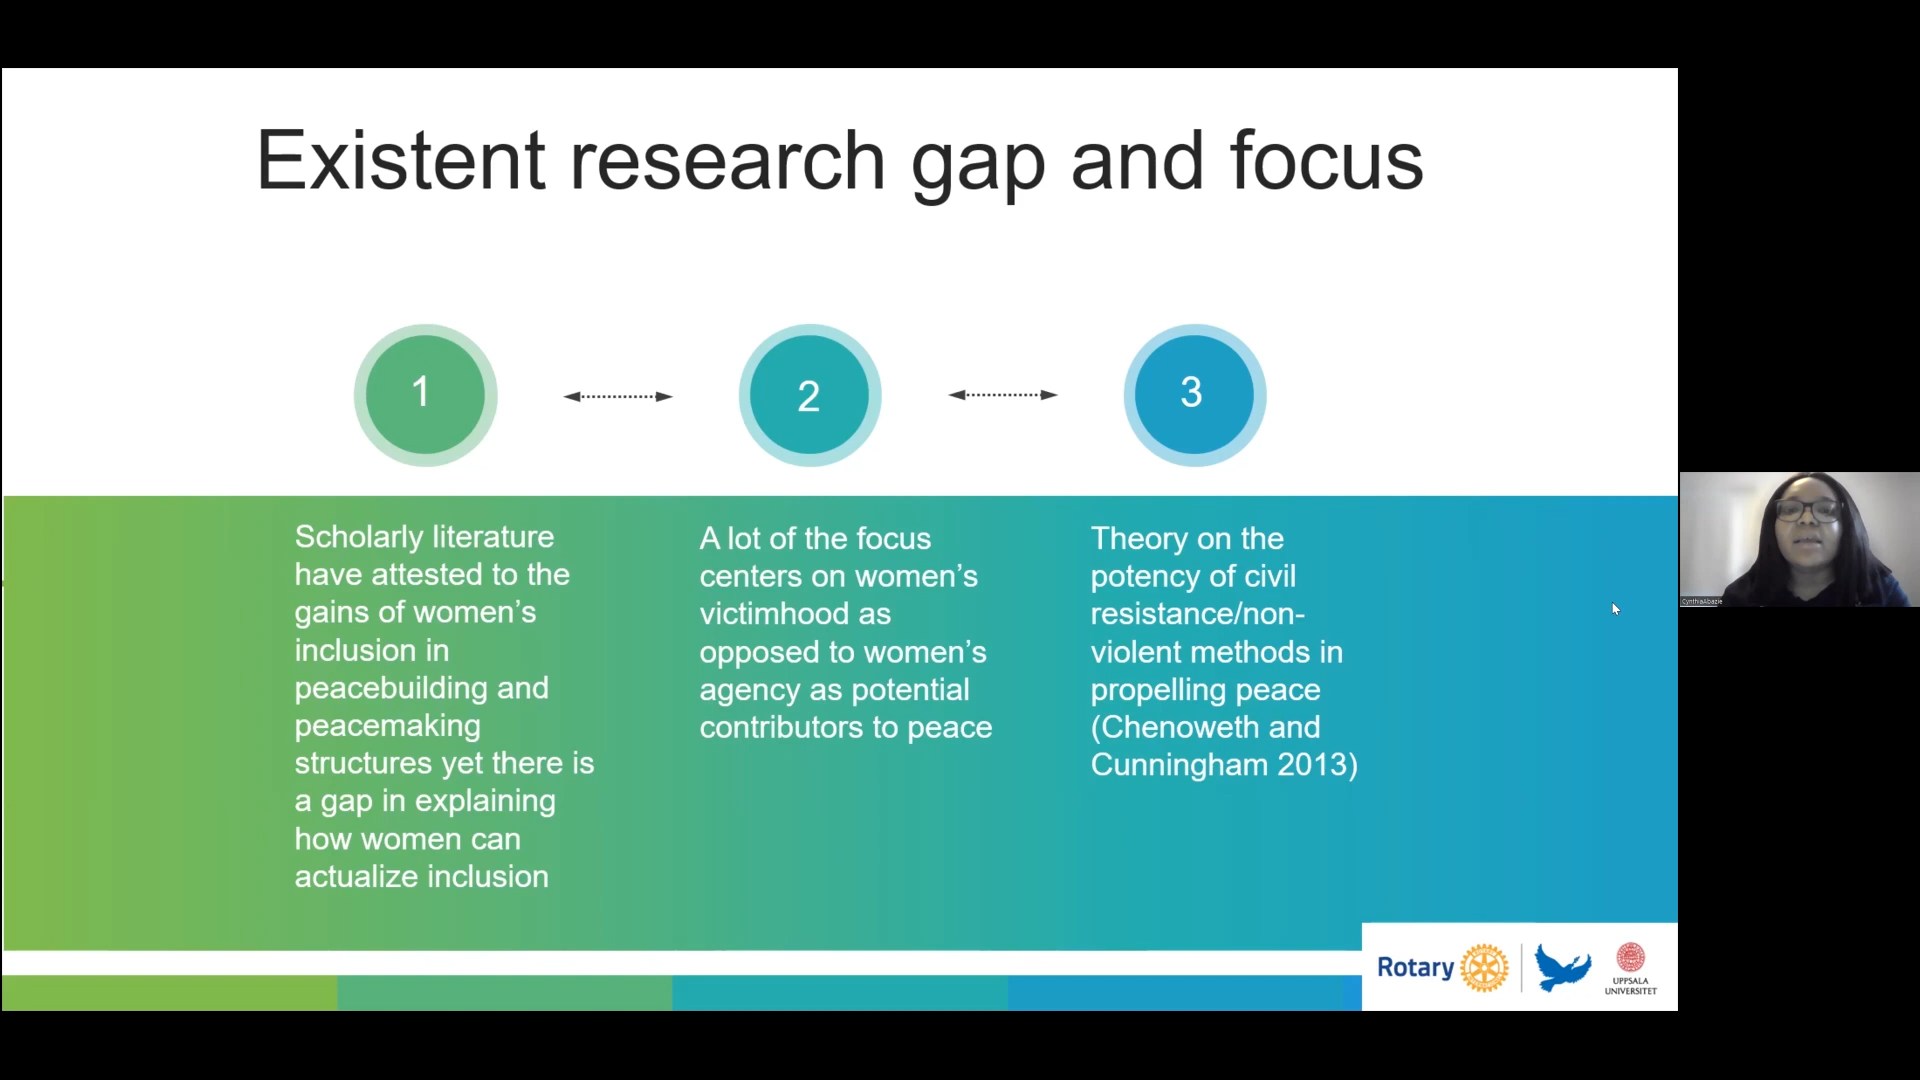 Existent research gap and focus
1
2
3
Scholarly literature
have attested to the
gains of women’s
inclusion in
peacebuilding and
peacemaking
structures yet there is
a gap in explaining
how women can
actualize inclusion
A lot of the focus
centers on women’s
victimhood as
opposed to women’s
agency as potential
contributors to peace
Theory on the
potency of civil
resistance/non-
violent methods in
propelling peace
(Chenoweth and
Cunningham 2013)
Rotary
UPPSALA
UNIVERSITET
CynthiaAbazie